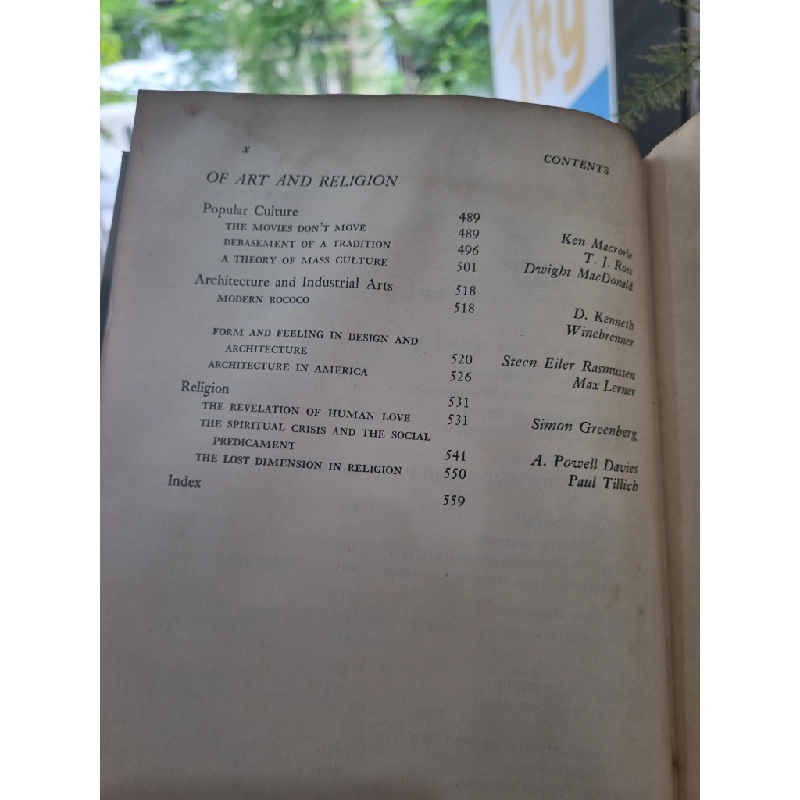 1kg
x
CONTENTS
OF ART AND RELIGION
Popular Culture 489
THE MOVIES DON'T MOVE 489 Ken Macrorie
DEBASEMENT OF A TRADITION 496 T. J. Ross
A THEORY OF MASS CULTURE 501 Dwight MacDonald
Architecture and Industrial Arts 518
MODERN ROCOCO 518 D. Kenneth
Winebrenner
FORM AND FEELING IN DESIGN AND
ARCHITECTURE 520 Steen Eiler Rasmussen
ARCHITECTURE IN AMERICA 526 Max Lerner
Religion 531
THE REVELATION OF HUMAN LOVE 531 Simon Greenberg
THE SPIRITUAL CRISIS AND THE SOCIAL
PREDICAMENT 541 A. Powell Davies
THE LOST DIMENSION IN RELIGION 550 Paul Tillich
Index 559